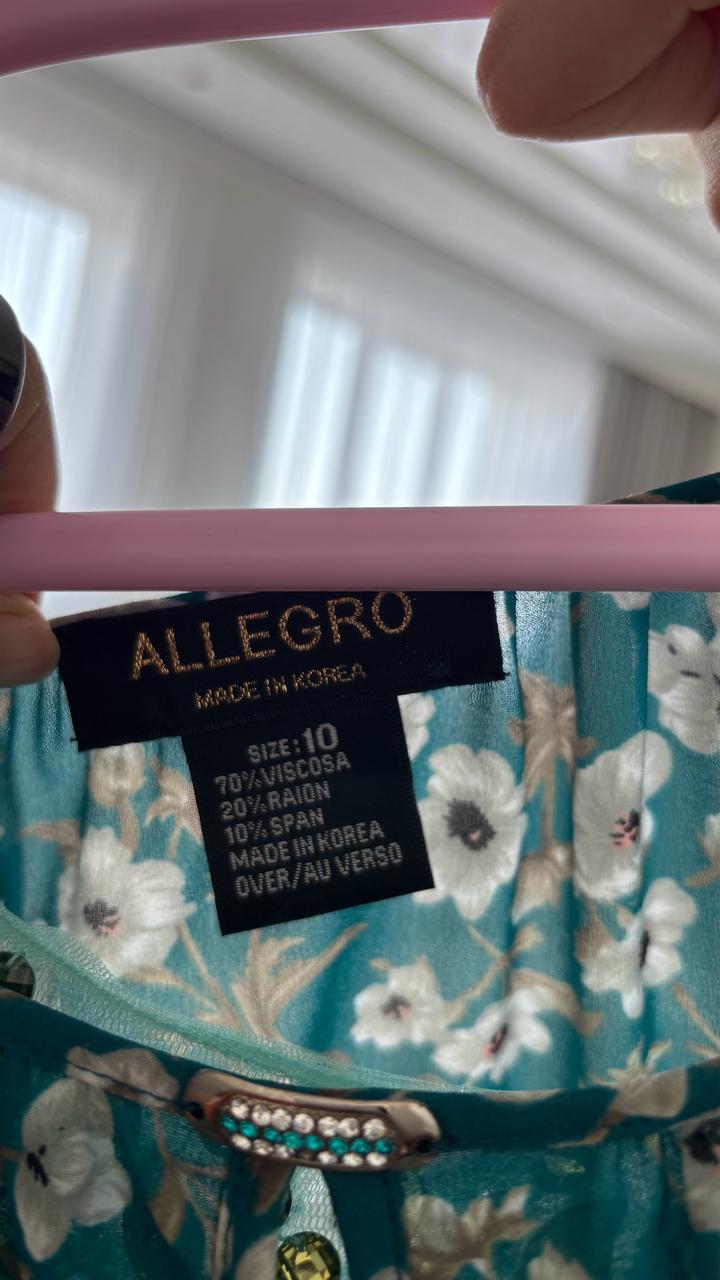 ALLEGRO
MADE IN KOREA
SIZE:10
70%VISCOSA
20%RAION
10%SPAN
MADE IN KOREA
OVER/AU VERSO